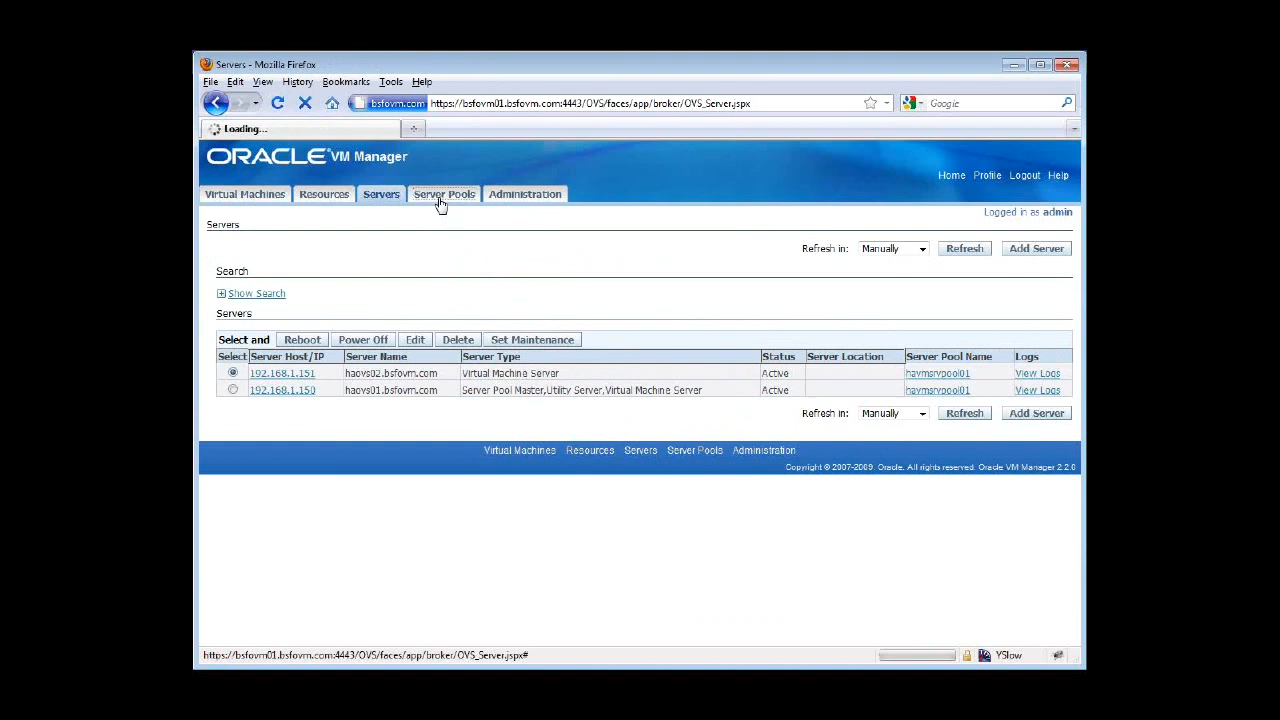 Servers - Mozilla Firefox
File Edit View History Bookmarks Tools Help
bsfovm.com https://bsfovm01.bsfovm.com:4443/OVS/faces/app/broker/OVS_Server.jspx Google
Loading...
ORACLE VM Manager
Home Profile Logout Help
Virtual Machines Resources Servers Server Pools Administration
Logged in as admin
Servers
Refresh in: Manually Refresh Add Server
Search
Show Search
Servers
Select and Reboot Power Off Edit Delete Set Maintenance
Select Server Host/IP Server Name Server Type Status Server Location Server Pool Name Logs
192.168.1.151 haovs02.bsfovm.com Virtual Machine Server Active havmsrvpool01 View Logs
192.168.1.150 haovs01.bsfovm.com Server Pool Master,Utility Server,Virtual Machine Server Active havmsrvpool01 View Logs
Refresh in: Manually Refresh Add Server
Virtual Machines Resources Servers Server Pools Administration
Copyright © 2007-2009, Oracle. All rights reserved. Oracle VM Manager 2.2.0
https://bsfovm01.bsfovm.com:4443/OVS/faces/app/broker/OVS_Server.jspx# YSlow